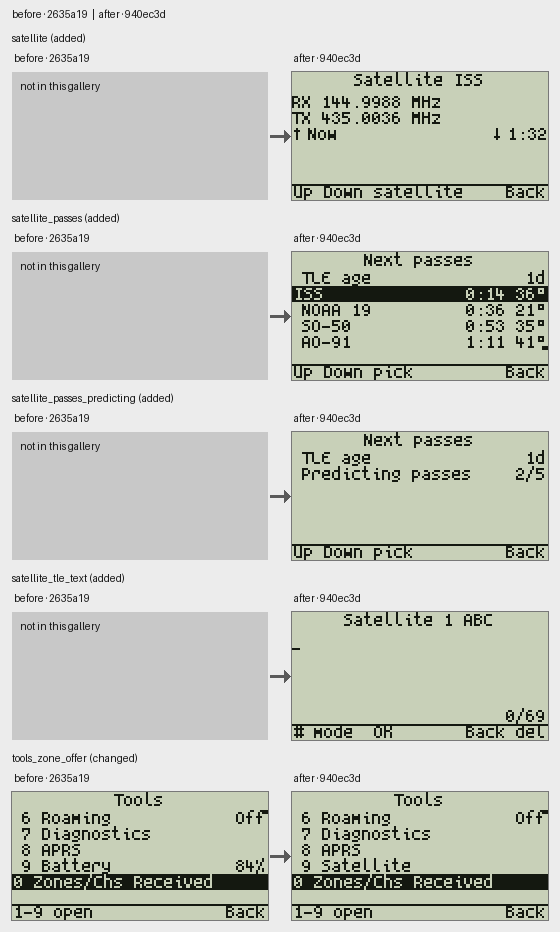 before · 2635a19 | after · 940ec3d
satellite (added)
before · 2635a19
after · 940ec3d
not in this gallery
Satellite ISS
RX 144.9988 MHz
TX 435.0036 MHz
↑ Now ↓ 1:32
Up Down satellite Back
satellite_passes (added)
before · 2635a19
after · 940ec3d
not in this gallery
Next passes
TLE age 1d
ISS 0:14 36°
NOAA 19 0:36 21°
SO-50 0:53 35°
AO-91 1:11 41°
Up Down pick Back
satellite_passes_predicting (added)
before · 2635a19
after · 940ec3d
not in this gallery
Next passes
TLE age 1d
Predicting passes 2/5
Up Down pick Back
satellite_tle_text (added)
before · 2635a19
after · 940ec3d
not in this gallery
Satellite 1 ABC
_
0/69
# mode OK Back del
tools_zone_offer (changed)
before · 2635a19
after · 940ec3d
Tools
6 Roaming Off
7 Diagnostics
8 APRS
9 Battery 84%
0 Zones/Chs Received
1-9 open Back
Tools
6 Roaming Off
7 Diagnostics
8 APRS
9 Satellite
0 Zones/Chs Received
1-9 open Back